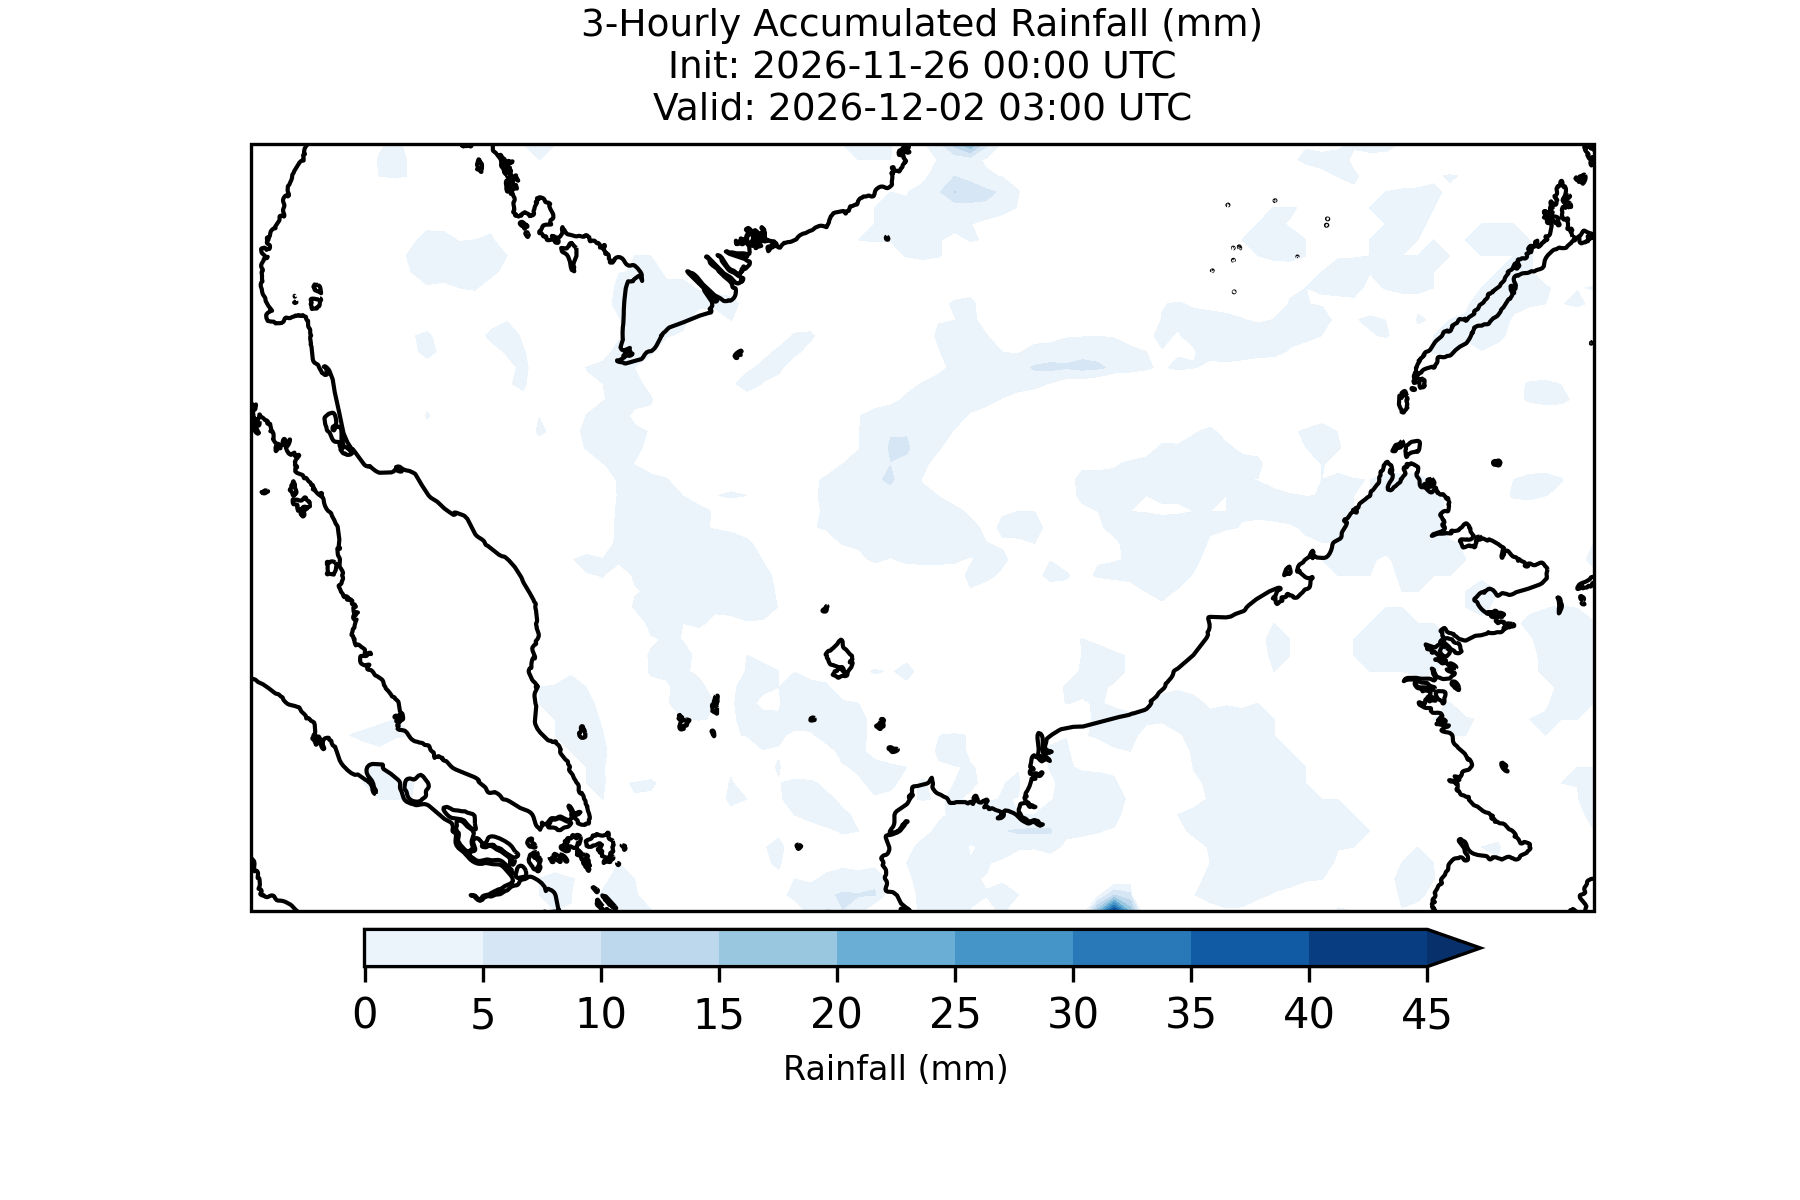 3-Hourly Accumulated Rainfall (mm)
Init: 2026-11-26 00:00 UTC
Valid: 2026-12-02 03:00 UTC
0 5 10 15 20 25 30 35 40 45
Rainfall (mm)